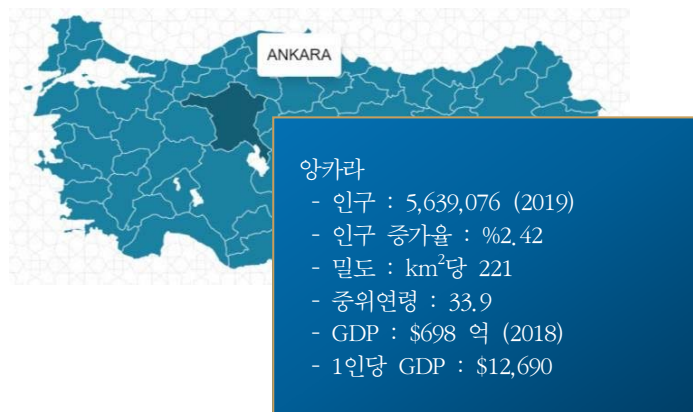 ANKARA
앙카라
- 인구 : 5,639,076 (2019)
- 인구 증가율 : %2.42
- 밀도 : km²당 221
- 중위연령 : 33.9
- GDP : $698 억 (2018)
- 1인당 GDP : $12,690